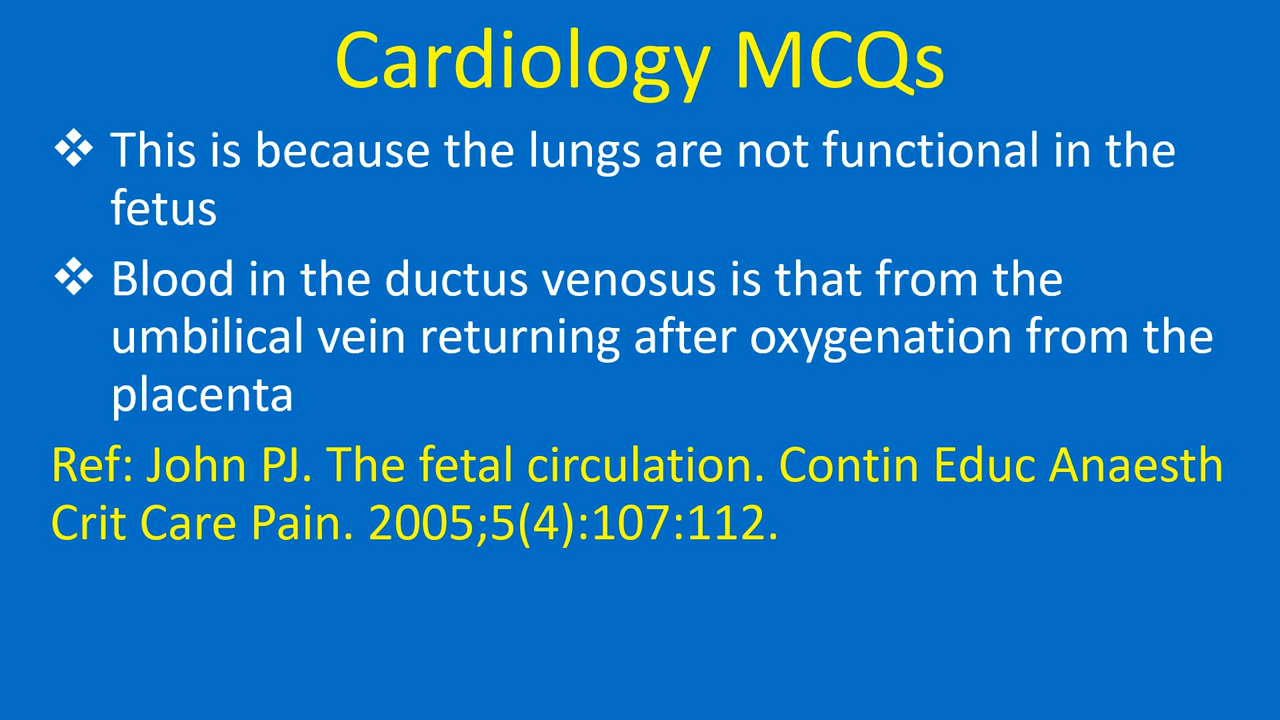 Cardiology MCQs
❖ This is because the lungs are not functional in the
fetus
❖ Blood in the ductus venosus is that from the
umbilical vein returning after oxygenation from the
placenta
Ref: John PJ. The fetal circulation. Contin Educ Anaesth
Crit Care Pain. 2005;5(4):107:112.